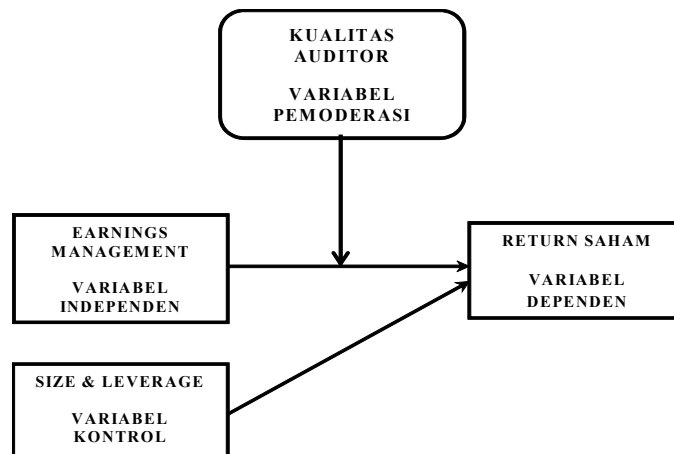 KUALITAS
AUDITOR
VARIABEL
PEMODERASI
EARNINGS
MANAGEMENT
VARIABEL
INDEPENDEN
RETURN SAHAM
VARIABEL
DEPENDEN
SIZE & LEVERAGE
VARIABEL
KONTROL